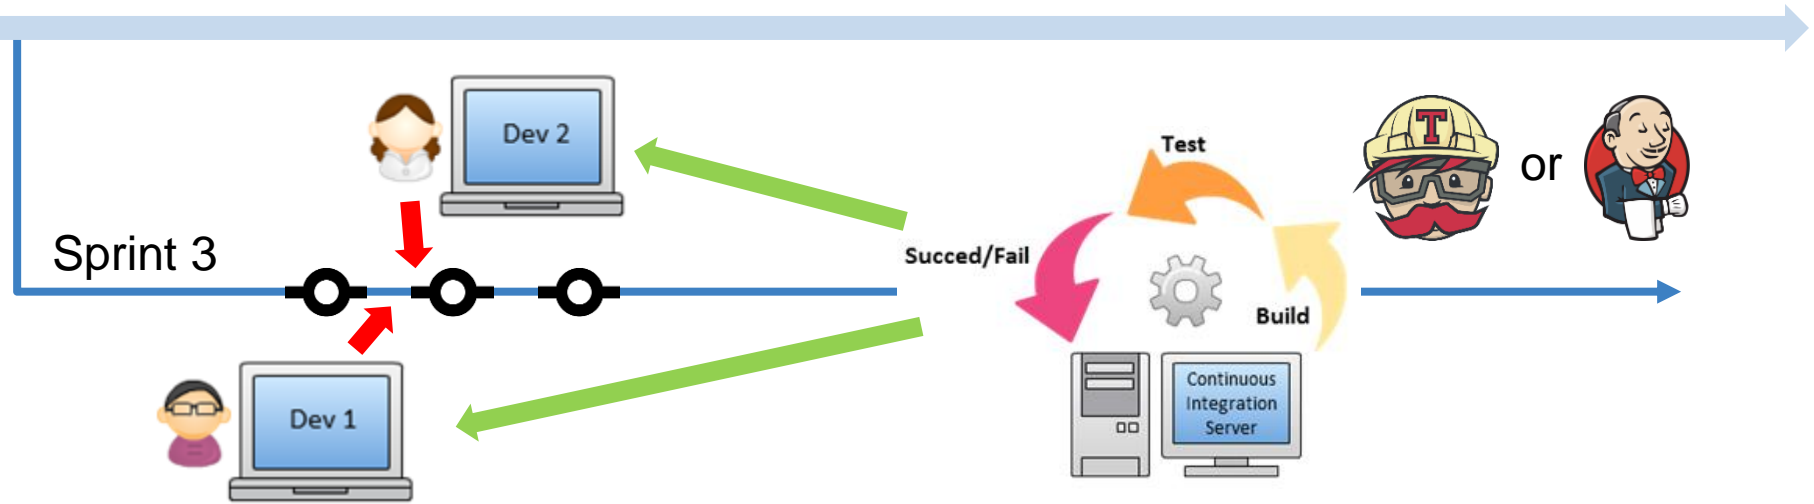 Dev 2
Test
T
or
Sprint 3
Succed/Fail
Build
Continuous
Integration
Server
Dev 1